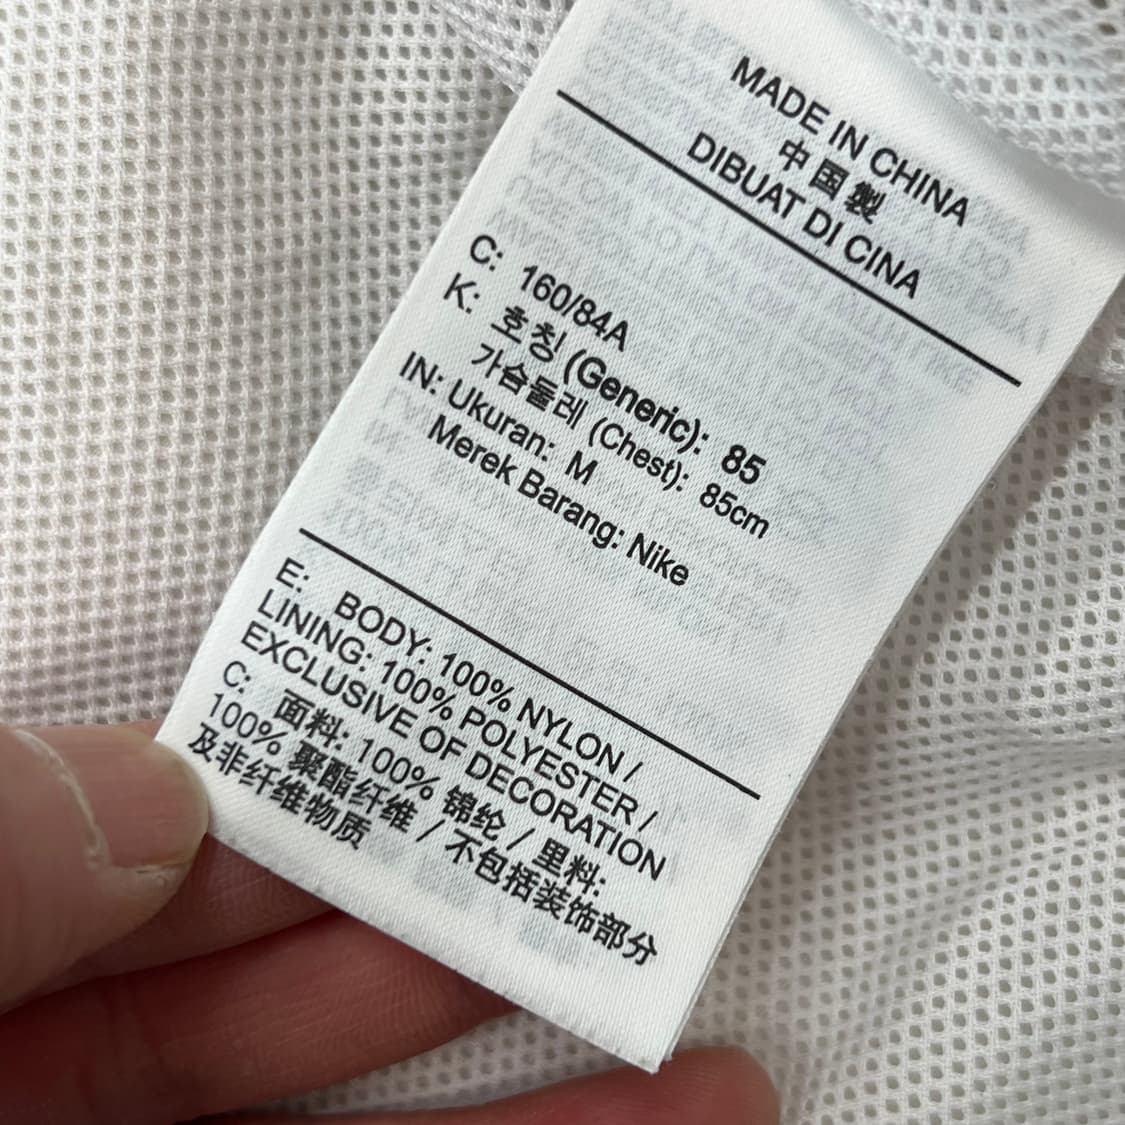 MADE IN CHINA
中国製
DIBUAT DI CINA
C: 160/84A
K: 호칭 (Generic): 85
가슴둘레 (Chest): 85cm
IN: Ukuran: M
Merek Barang: Nike
E: BODY: 100% NYLON /
LINING: 100% POLYESTER /
EXCLUSIVE OF DECORATION
C: 面料: 100% 锦纶 / 里料:
100% 聚酯纤维 / 不包括装饰部分
及非纤维物质